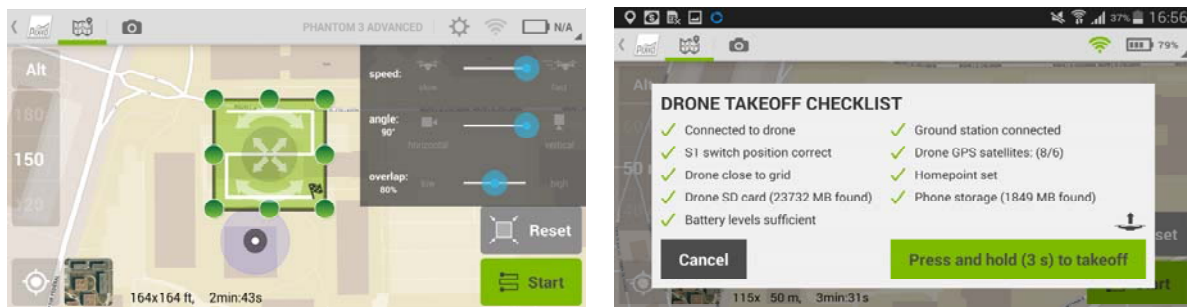 PHANTOM 3 ADVANCED
N/A
Alt
180
150
120
speed:
slow
fast
angle:
90°
horizontal
vertical
overlap:
80%
low
high
Reset
Start
164x164 ft, 2min:43s
37% 16:56
79%
DRONE TAKEOFF CHECKLIST
Connected to drone
S1 switch position correct
Drone close to grid
Drone SD card (23732 MB found)
Battery levels sufficient
Ground station connected
Drone GPS satellites: (8/6)
Homepoint set
Phone storage (1849 MB found)
Cancel
Press and hold (3 s) to takeoff
115x 50 m, 3min:31s